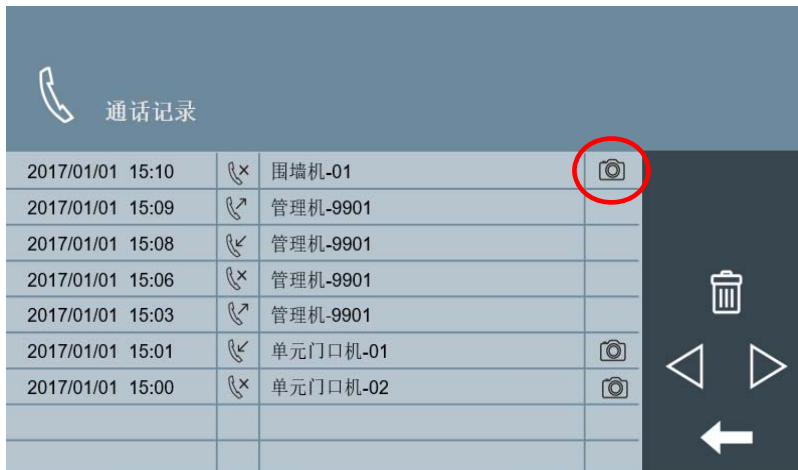 通话记录
2017/01/01 15:10 围墙机-01
2017/01/01 15:09 管理机-9901
2017/01/01 15:08 管理机-9901
2017/01/01 15:06 管理机-9901
2017/01/01 15:03 管理机-9901
2017/01/01 15:01 单元门口机-01
2017/01/01 15:00 单元门口机-02